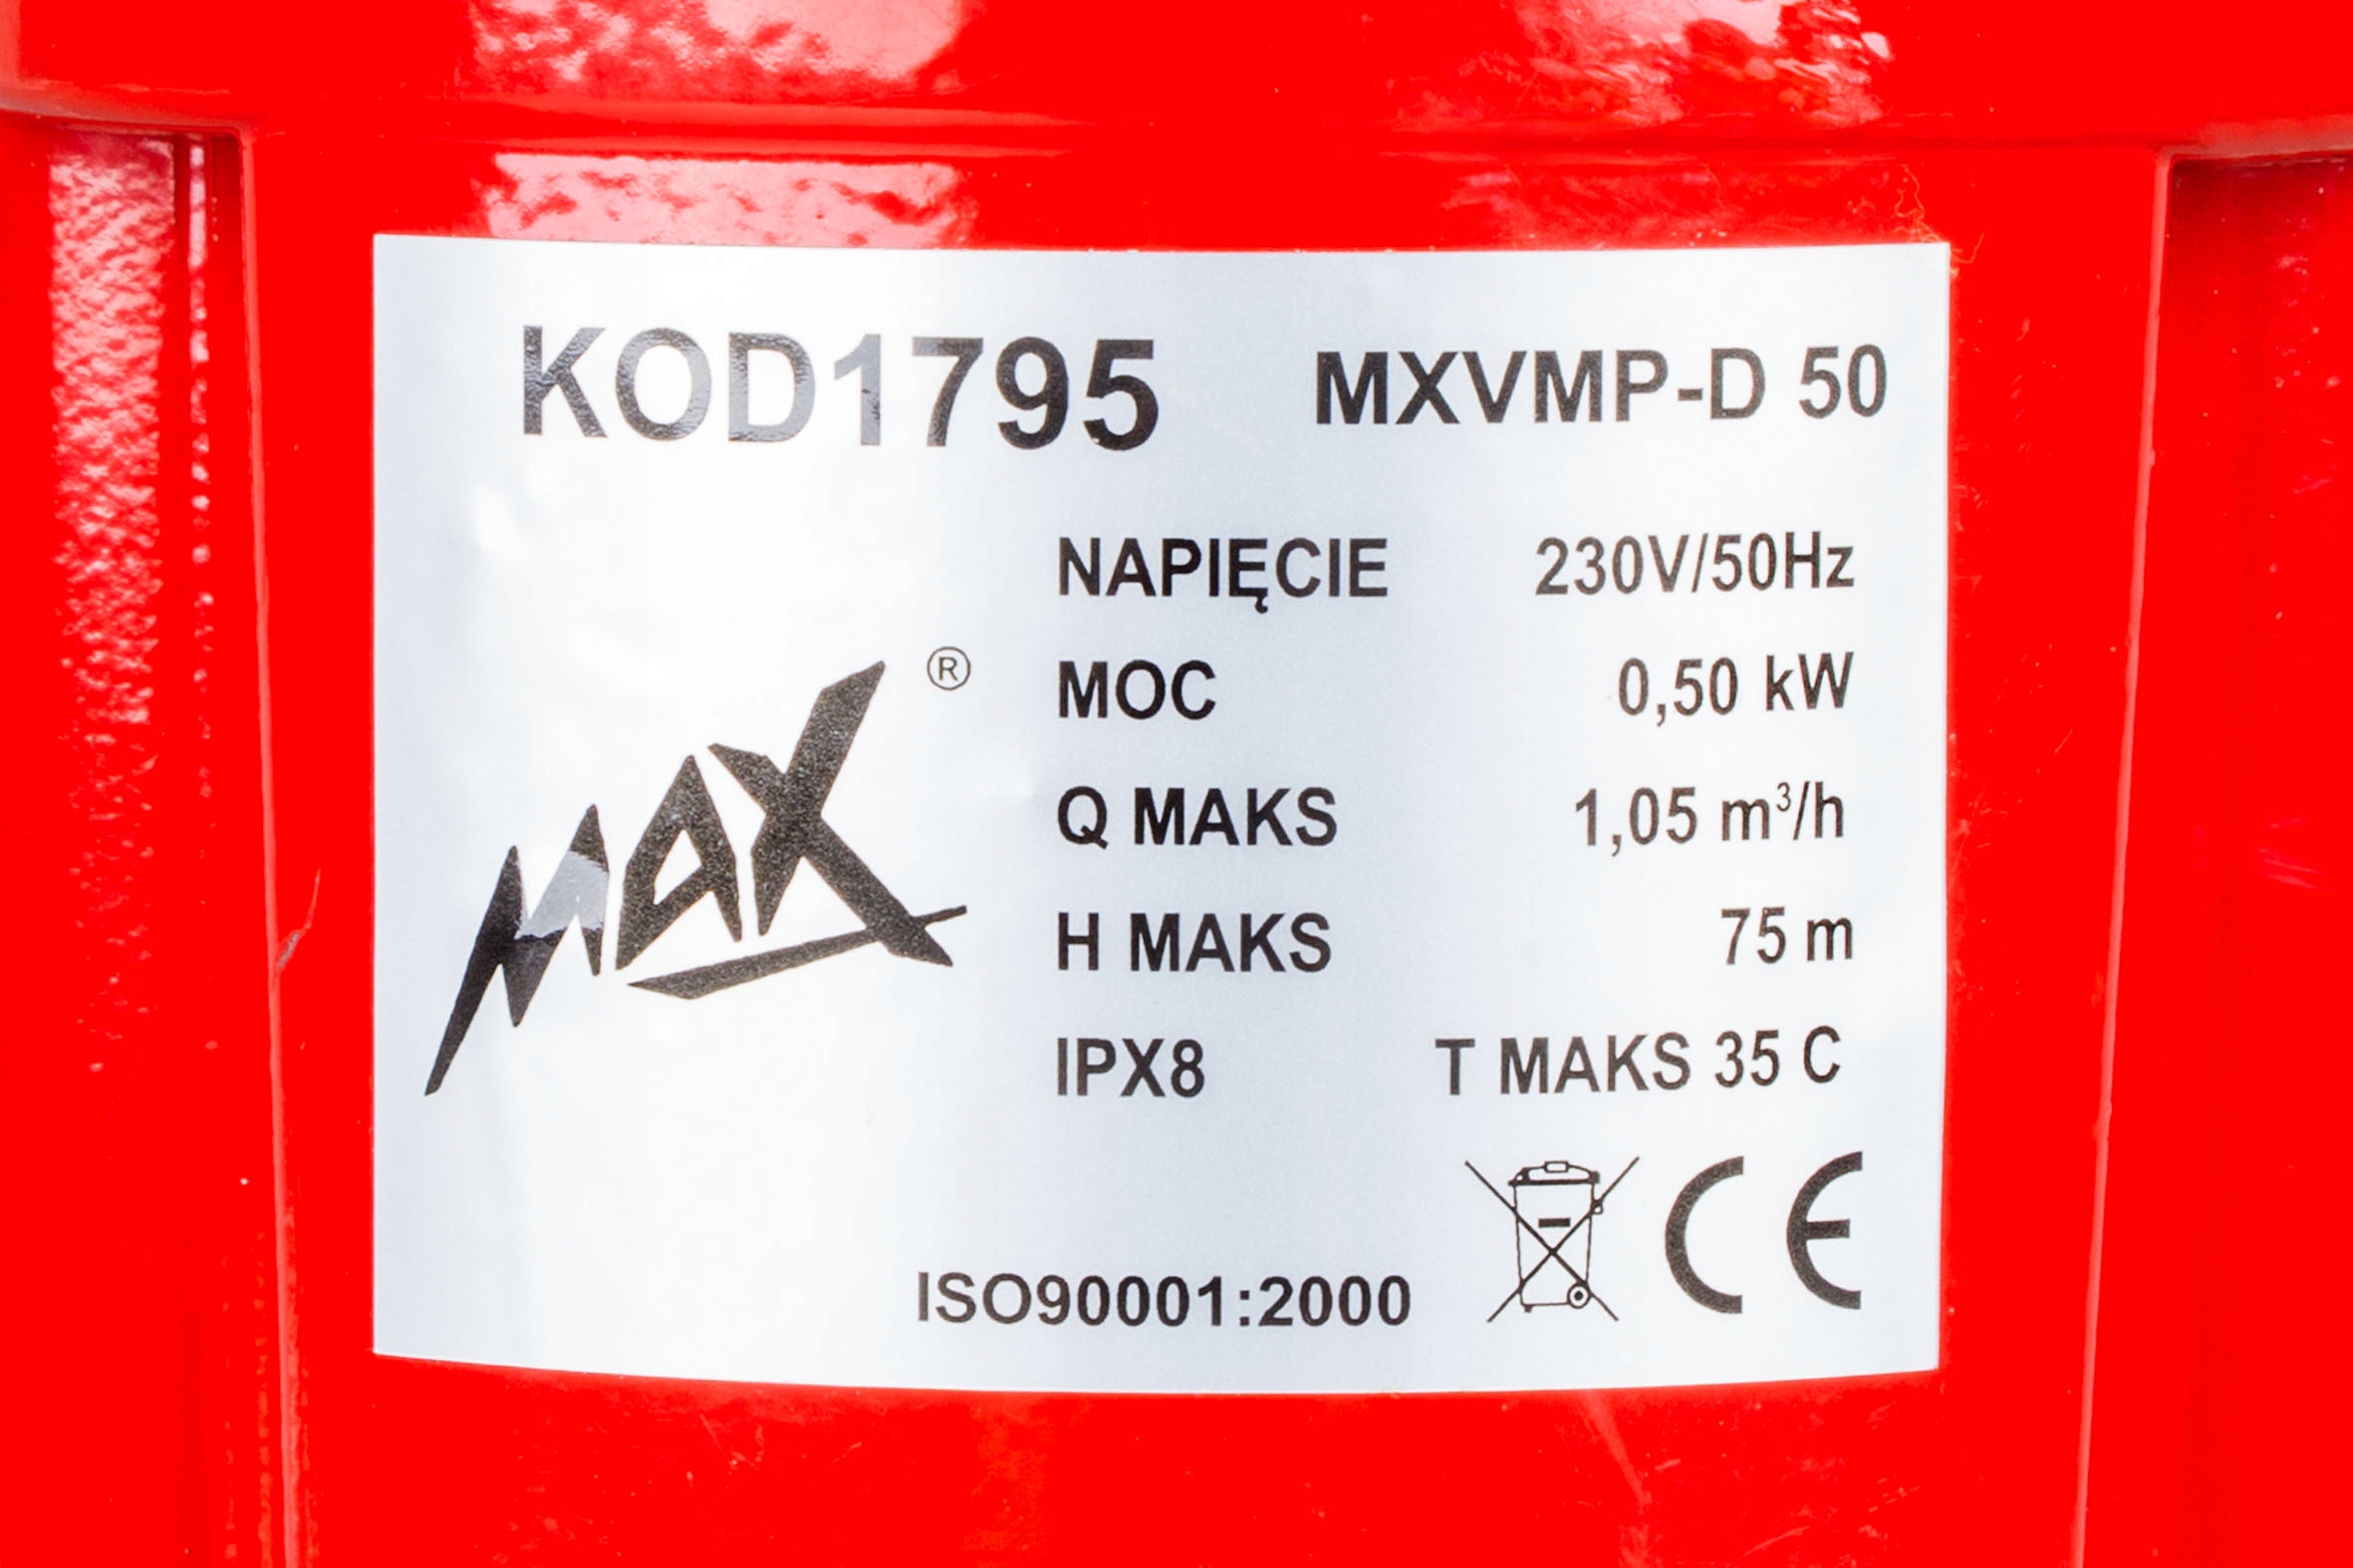 KOD1795 MXVMP-D 50
NAPIĘCIE 230V/50Hz
MOC 0,50 kW
Q MAKS 1,05 m³/h
H MAKS 75 m
IPX8 T MAKS 35 C
MAX ®
ISO90001:2000 CE